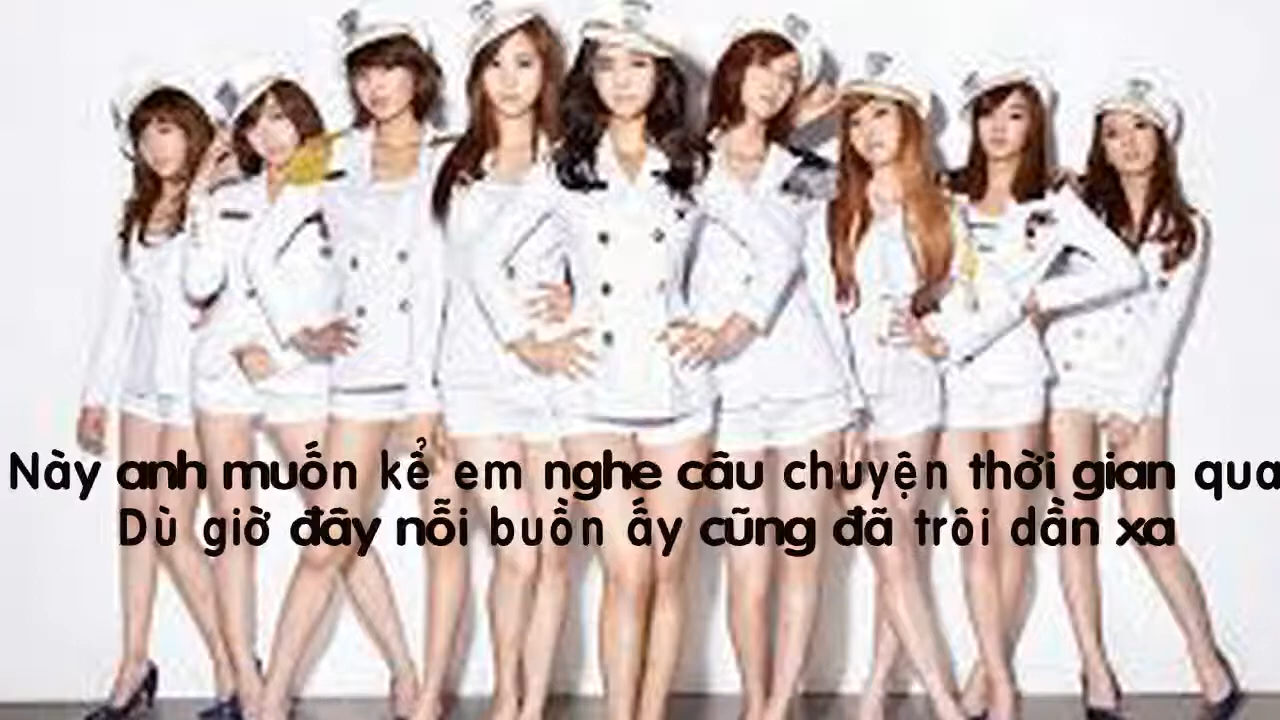 Này anh muốn kể em nghe câu chuyện thời gian qua
Dù giờ đây nỗi buồn ấy cũng đã trôi dần xa